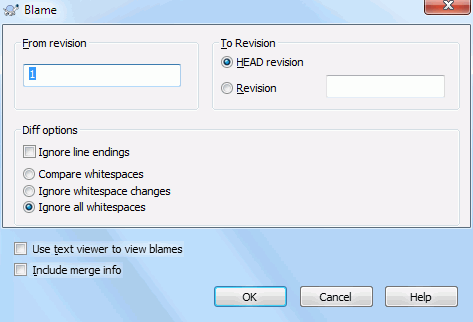 Blame
From revision
1
To Revision
HEAD revision
Revision
Diff options
Ignore line endings
Compare whitespaces
Ignore whitespace changes
Ignore all whitespaces
Use text viewer to view blames
Include merge info
OK Cancel Help